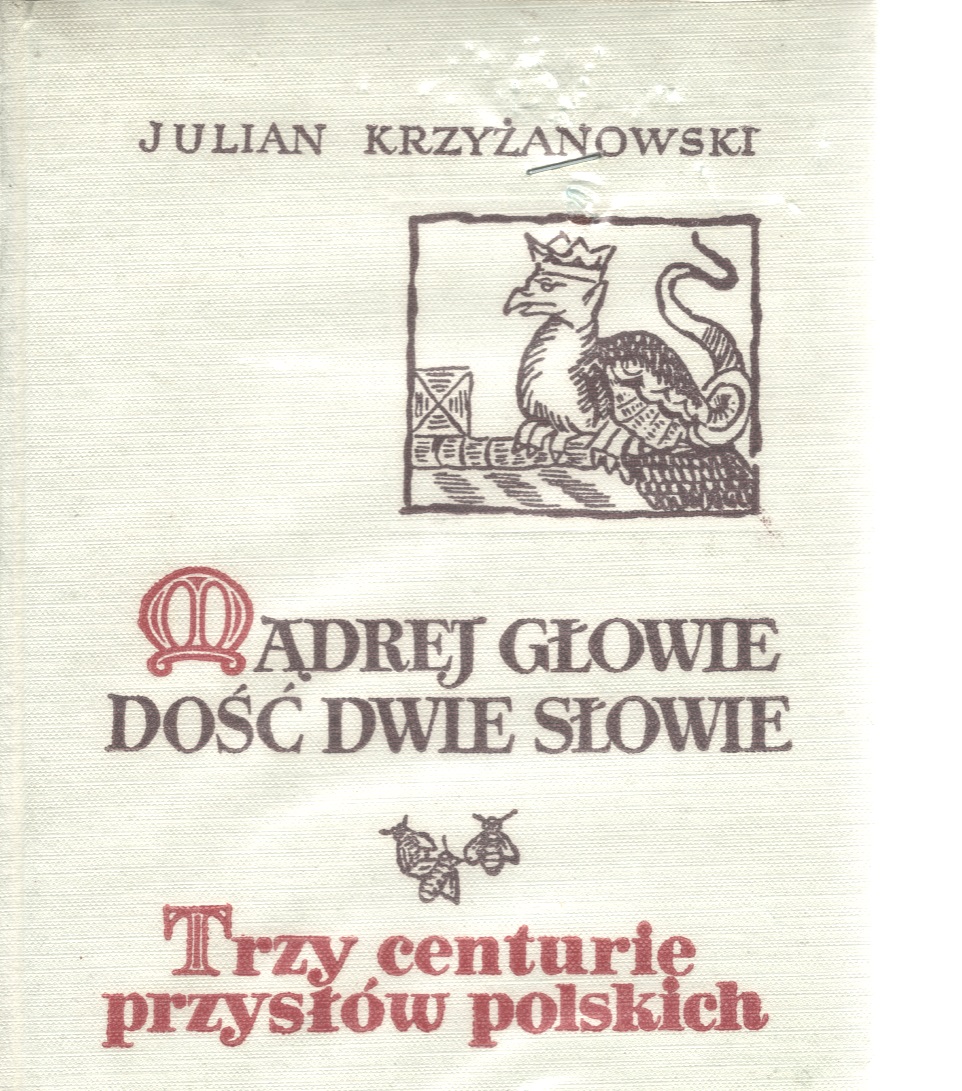 JULIAN KRZYŻANOWSKI
MĄDREJ GŁOWIE
DOŚĆ DWIE SŁOWIE
Trzy centurie
przysłów polskich